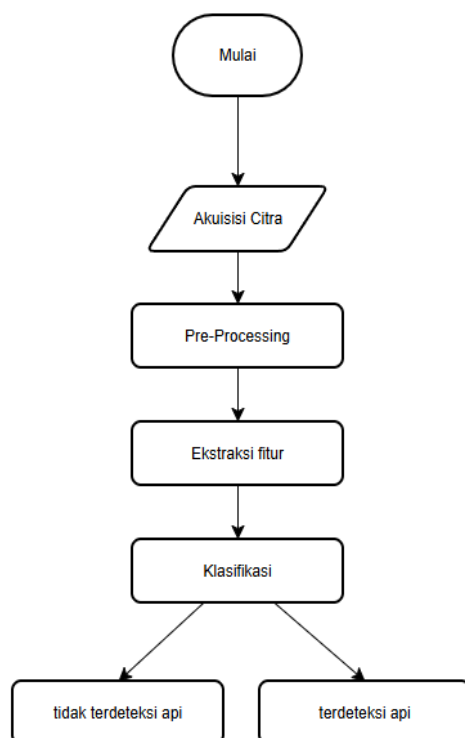 Mulai
Akuisisi Citra
Pre-Processing
Ekstraksi fitur
Klasifikasi
tidak terdeteksi api
terdeteksi api